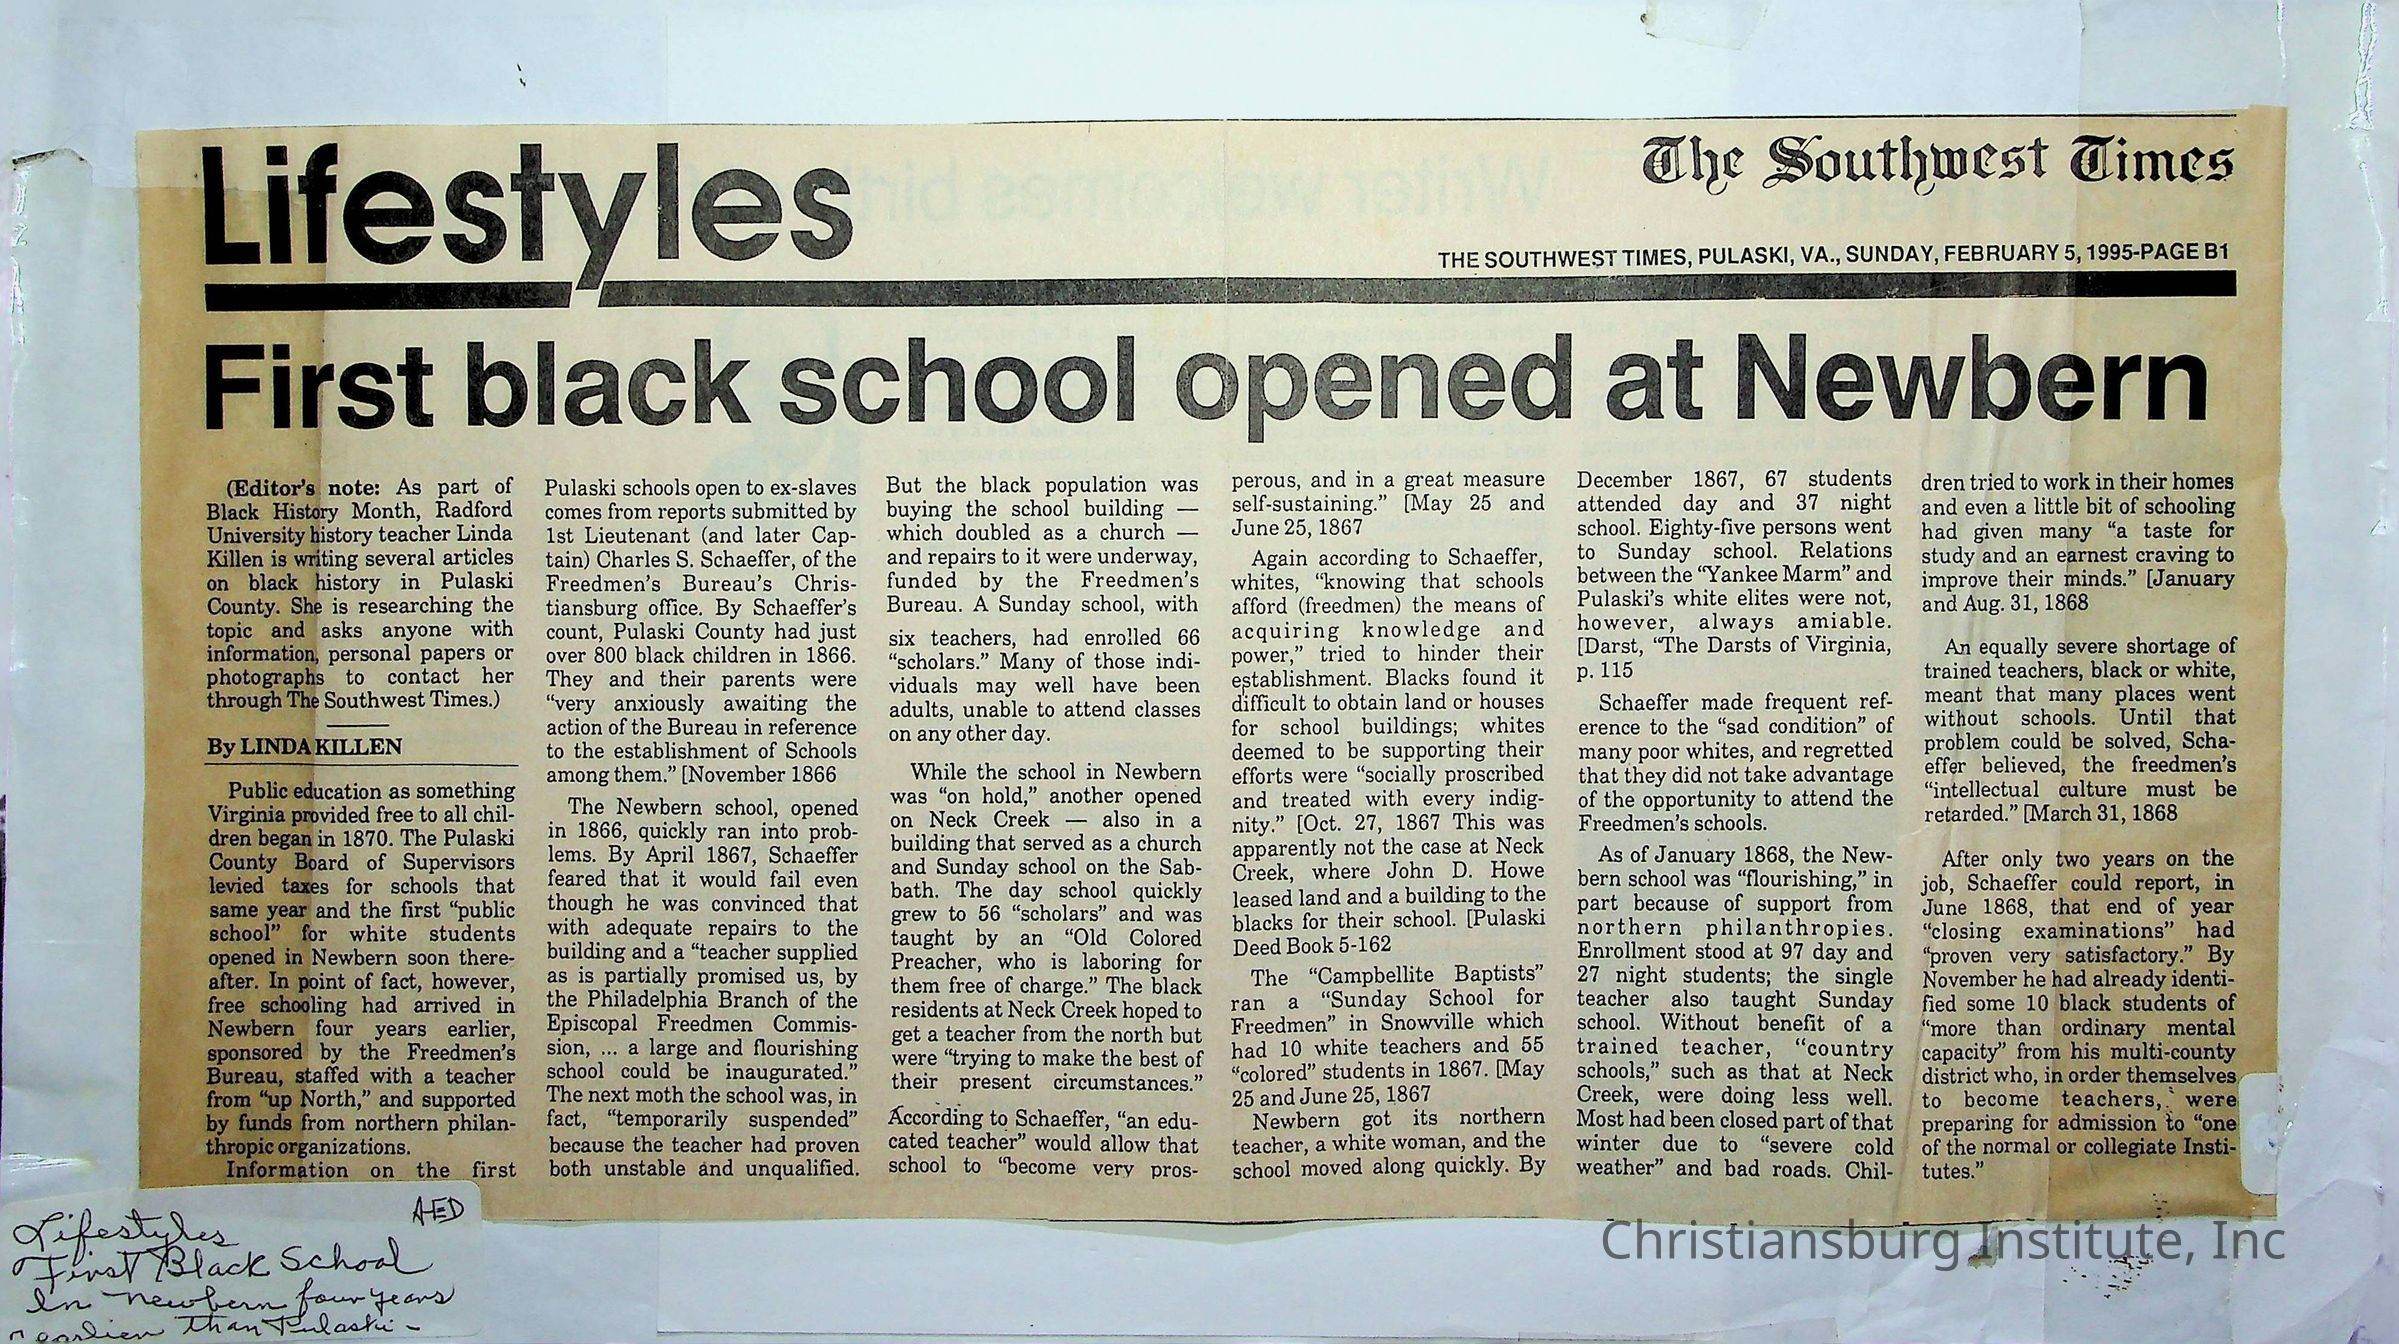 Lifestyles
The Southwest Times
THE SOUTHWEST TIMES, PULASKI, VA., SUNDAY, FEBRUARY 5, 1995-PAGE B1
First black school opened at Newbern
(Editor's note: As part of
Black History Month, Radford
University history teacher Linda
Killen is writing several articles
on black history in Pulaski
County. She is researching the
topic and asks anyone with
information, personal papers or
photographs to contact her
through The Southwest Times.)
By LINDA KILLEN
Public education as something
Virginia provided free to all chil-
dren began in 1870. The Pulaski
County Board of Supervisors
levied taxes for schools that
same year and the first “public
school” for white students
opened in Newbern soon there-
after. In point of fact, however,
free schooling had arrived in
Newbern four years earlier,
sponsored by the Freedmen's
Bureau, staffed with a teacher
from “up North,” and supported
by funds from northern philan-
thropic organizations.
Information on the first
Pulaski schools open to ex-slaves
comes from reports submitted by
1st Lieutenant (and later Cap-
tain) Charles S. Schaeffer, of the
Freedmen's Bureau's Chris-
tiansburg office. By Schaeffer's
count, Pulaski County had just
over 800 black children in 1866.
They and their parents were
“very anxiously awaiting the
action of the Bureau in reference
to the establishment of Schools
among them.” [November 1866
The Newbern school, opened
in 1866, quickly ran into prob-
lems. By April 1867, Schaeffer
feared that it would fail even
though he was convinced that
with adequate repairs to the
building and a “teacher supplied
as is partially promised us, by
the Philadelphia Branch of the
Episcopal Freedmen Commis-
sion, ... a large and flourishing
school could be inaugurated.”
The next moth the school was, in
fact, “temporarily suspended”
because the teacher had proven
both unstable and unqualified.
But the black population was
buying the school building —
which doubled as a church —
and repairs to it were underway,
funded by the Freedmen's
Bureau. A Sunday school, with
six teachers, had enrolled 66
“scholars.” Many of those indi-
viduals may well have been
adults, unable to attend classes
on any other day.
While the school in Newbern
was “on hold,” another opened
on Neck Creek — also in a
building that served as a church
and Sunday school on the Sab-
bath. The day school quickly
grew to 56 “scholars” and was
taught by an “Old Colored
Preacher, who is laboring for
them free of charge.” The black
residents at Neck Creek hoped to
get a teacher from the north but
were “trying to make the best of
their present circumstances.”
According to Schaeffer, “an edu-
cated teacher” would allow that
school to “become very pros-
perous, and in a great measure
self-sustaining.” [May 25 and
June 25, 1867
Again according to Schaeffer,
whites, “knowing that schools
afford (freedmen) the means of
acquiring knowledge and
power,” tried to hinder their
establishment. Blacks found it
difficult to obtain land or houses
for school buildings; whites
deemed to be supporting their
efforts were “socially proscribed
and treated with every indig-
nity.” [Oct. 27, 1867 This was
apparently not the case at Neck
Creek, where John D. Howe
leased land and a building to the
blacks for their school. [Pulaski
Deed Book 5-162
The “Campbellite Baptists”
ran a “Sunday School for
Freedmen” in Snowville which
had 10 white teachers and 55
“colored” students in 1867. [May
25 and June 25, 1867
Newbern got its northern
teacher, a white woman, and the
school moved along quickly. By
December 1867, 67 students
attended day and 37 night
school. Eighty-five persons went
to Sunday school. Relations
between the “Yankee Marm” and
Pulaski's white elites were not,
however, always amiable.
[Darst, “The Darsts of Virginia,
p. 115
Schaeffer made frequent ref-
erence to the “sad condition” of
many poor whites, and regretted
that they did not take advantage
of the opportunity to attend the
Freedmen's schools.
As of January 1868, the New-
bern school was “flourishing,” in
part because of support from
northern philanthropies.
Enrollment stood at 97 day and
27 night students; the single
teacher also taught Sunday
school. Without benefit of a
trained teacher, “country
schools,” such as that at Neck
Creek, were doing less well.
Most had been closed part of that
winter due to “severe cold
weather” and bad roads. Chil-
dren tried to work in their homes
and even a little bit of schooling
had given many “a taste for
study and an earnest craving to
improve their minds.” [January
and Aug. 31, 1868
An equally severe shortage of
trained teachers, black or white,
meant that many places went
without schools. Until that
problem could be solved, Scha-
effer believed, the freedmen's
“intellectual culture must be
retarded.” [March 31, 1868
After only two years on the
job, Schaeffer could report, in
June 1868, that end of year
“closing examinations” had
“proven very satisfactory.” By
November he had already identi-
fied some 10 black students of
“more than ordinary mental
capacity” from his multi-county
district who, in order themselves
to become teachers, were
preparing for admission to “one
of the normal or collegiate Insti-
tutes.”
AED
Lifestyles
First Black School
In Newbern four years
earlier than Pulaski -
Christiansburg Institute, Inc